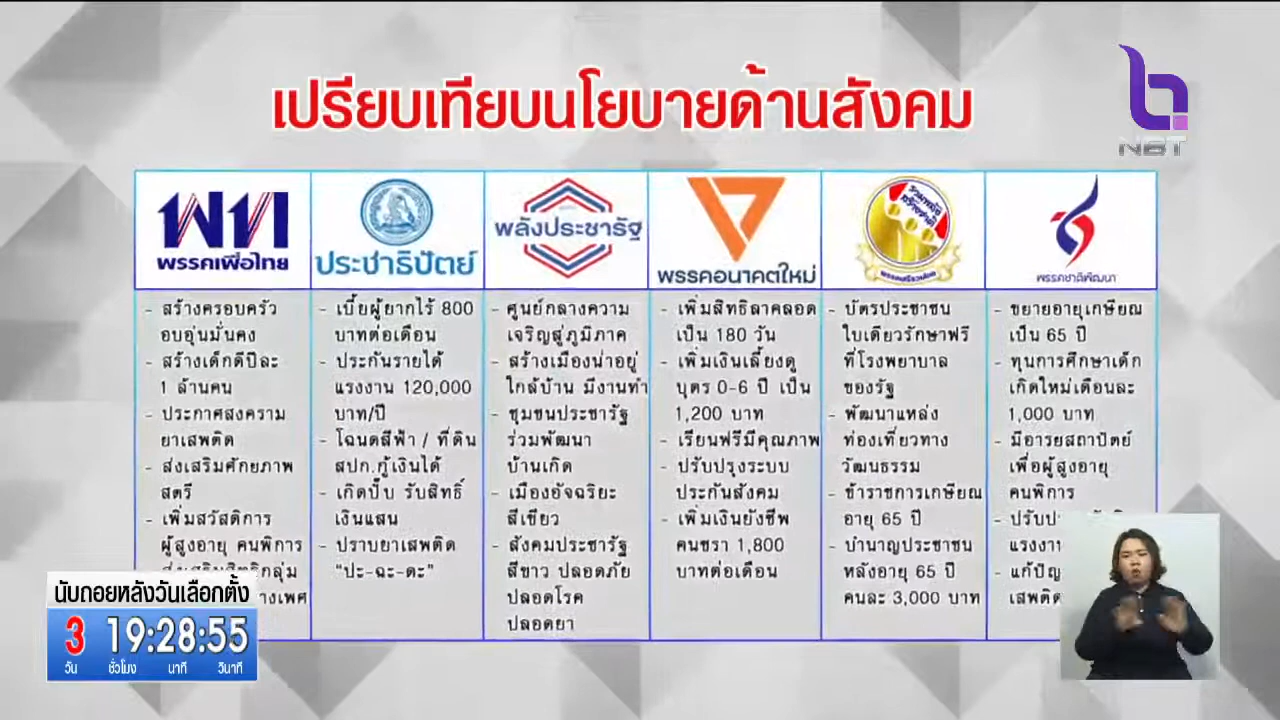 เปรียบเทียบนโยบายด้านสังคม
NBT
พท
พรรคเพื่อไทย
- สร้างครอบครัว
อบอุ่นมั่นคง
- สร้างเด็กดีปีละ
1 ล้านคน
- ประกาศสงคราม
ยาเสพติด
- ส่งเสริมศักยภาพ
สตรี
- เพิ่มสวัสดิการ
ผู้สูงอายุ คนพิการ
ประชาธิปัตย์
- เบี้ยผู้ยากไร้ 800
บาทต่อเดือน
- ประกันรายได้
แรงงาน 120,000
บาท/ปี
- โฉนดสีฟ้า / ที่ดิน
สปก.กู้เงินได้
- เกิดปั๊บ รับสิทธิ์
เงินแสน
- ปราบยาเสพติด
"ปะ-ฉะ-ดะ"
พลังประชารัฐ
- ศูนย์กลางความ
เจริญสู่ภูมิภาค
- สร้างเมืองน่าอยู่
ใกล้บ้าน มีงานทำ
- ชุมชนประชารัฐ
ร่วมพัฒนา
บ้านเกิด
- เมืองอัจฉริยะ
สีเขียว
- สังคมประชารัฐ
สีขาว ปลอดภัย
ปลอดโรค
ปลอดยา
พรรคอนาคตใหม่
- เพิ่มสิทธิลาคลอด
เป็น 180 วัน
- เพิ่มเงินเลี้ยงดู
บุตร 0-6 ปี เป็น
1,200 บาท
- เรียนฟรีมีคุณภาพ
- ปรับปรุงระบบ
ประกันสังคม
- เพิ่มเงินยังชีพ
คนชรา 1,800
บาทต่อเดือน
- บัตรประชาชน
ใบเดียวรักษาฟรี
ที่โรงพยาบาล
ของรัฐ
- พัฒนาแหล่ง
ท่องเที่ยวทาง
วัฒนธรรม
- ข้าราชการเกษียณ
อายุ 65 ปี
- บำนาญประชาชน
หลังอายุ 65 ปี
คนละ 3,000 บาท
พรรคชาติพัฒนา
- ขยายอายุเกษียณ
เป็น 65 ปี
- ทุนการศึกษาเด็ก
เกิดใหม่เดือนละ
1,000 บาท
- มีอารยสถาปัตย์
เพื่อผู้สูงอายุ
คนพิการ
นับถอยหลังวันเลือกตั้ง
3 19:28:55
วัน ชั่วโมง นาที วินาที